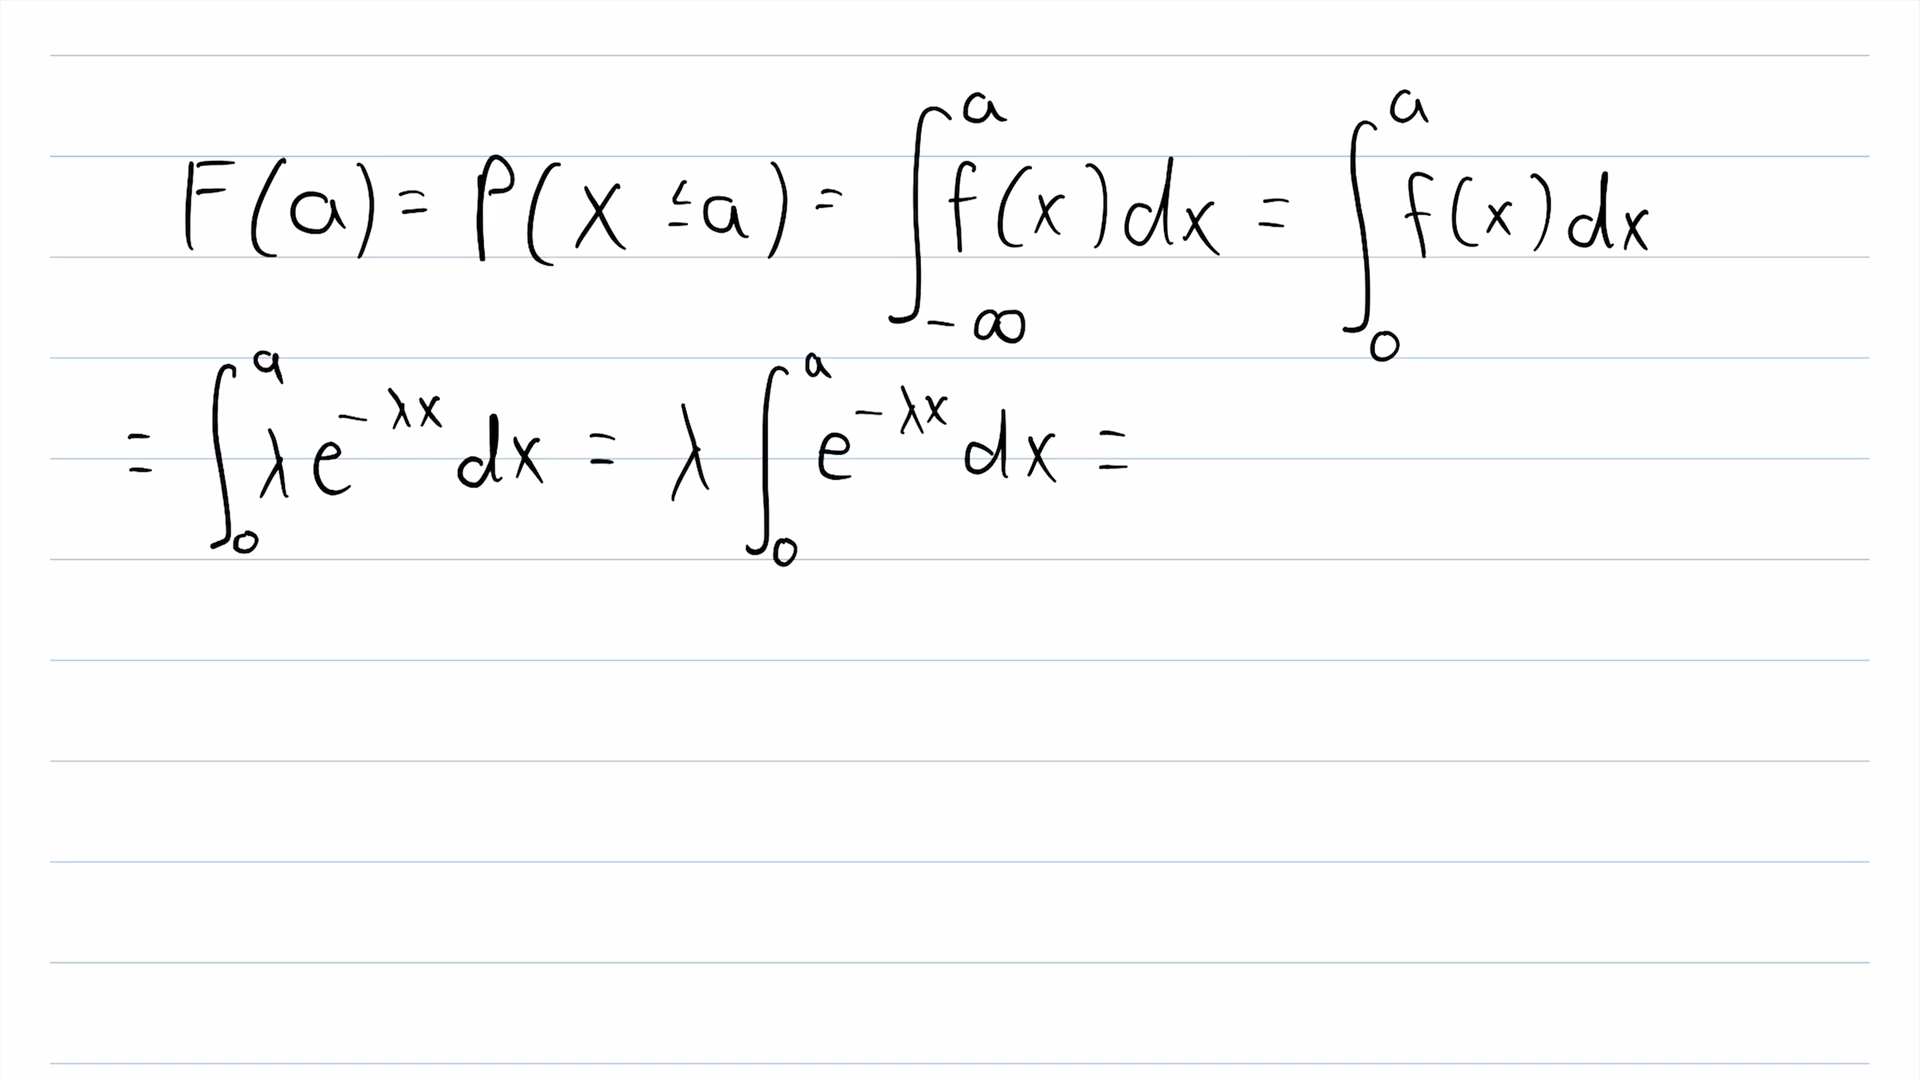 F(a) = P(X ≤ a) = ∫_{-∞}^{a} f(x)dx = ∫_{0}^{a} f(x)dx
= ∫_{0}^{a} λe^{-λx} dx = λ ∫_{0}^{a} e^{-λx} dx =